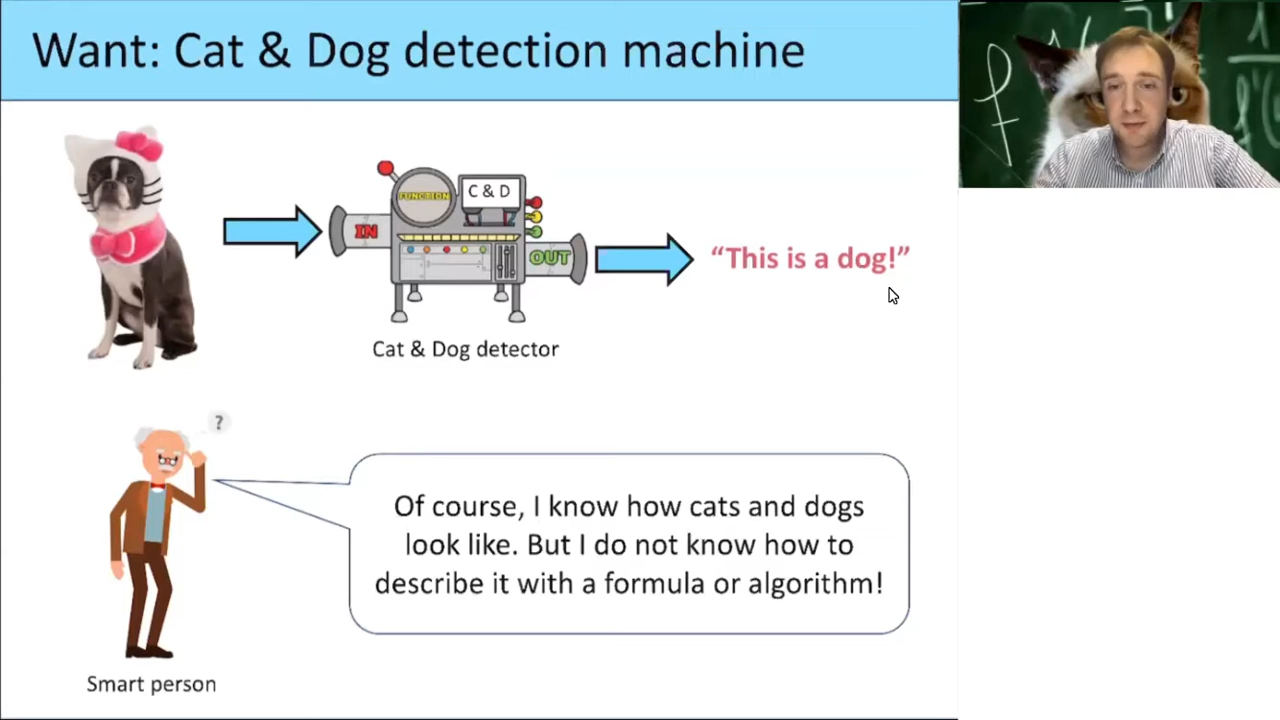 Want: Cat & Dog detection machine
FUNCTION
C & D
IN
OUT
“This is a dog!”
Cat & Dog detector
?
Of course, I know how cats and dogs
look like. But I do not know how to
describe it with a formula or algorithm!
Smart person